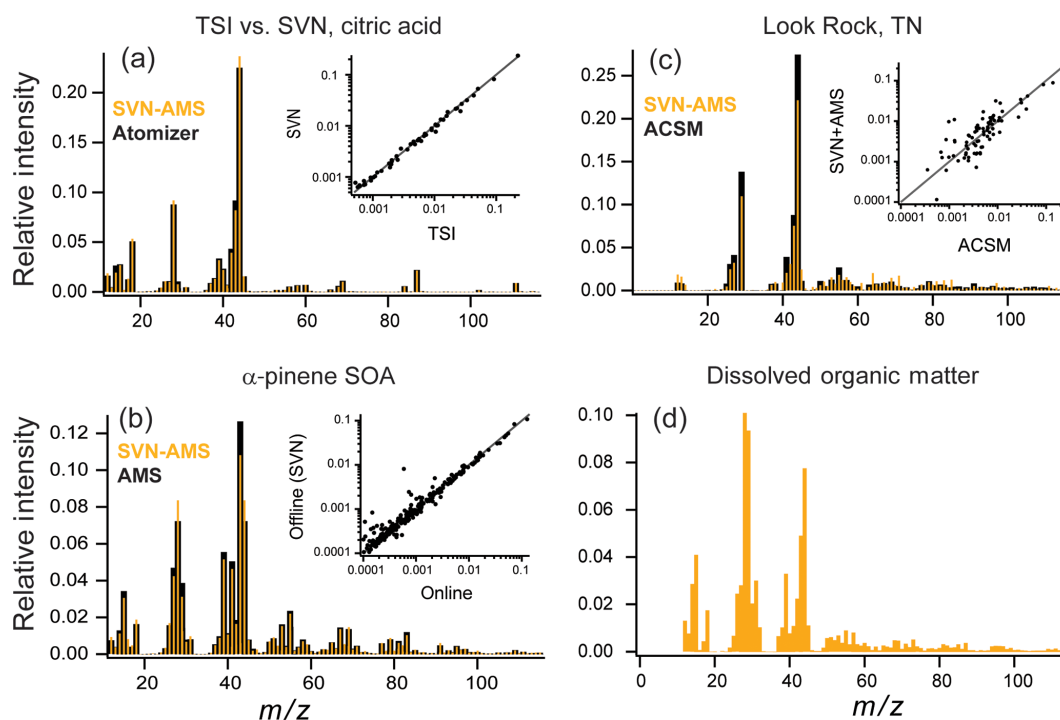 TSI vs. SVN, citric acid
(a)
SVN-AMS
Atomizer
Relative intensity
0.20
0.15
0.10
0.05
0.00
20
40
60
80
100
SVN
0.1
0.01
0.001
0.001
0.01
0.1
TSI
Look Rock, TN
(c)
SVN-AMS
ACSM
Relative intensity
0.25
0.20
0.15
0.10
0.05
0.00
20
40
60
80
100
SVN+AMS
0.1
0.01
0.001
0.0001
0.0001
0.001
0.01
0.1
ACSM
α-pinene SOA
(b)
SVN-AMS
AMS
Relative intensity
0.12
0.10
0.08
0.06
0.04
0.02
0.00
20
40
60
80
100
m/z
Offline (SVN)
0.1
0.01
0.001
0.0001
0.0001
0.001
0.01
0.1
Online
Dissolved organic matter
(d)
0.10
0.08
0.06
0.04
0.02
0.00
0
20
40
60
80
100
m/z